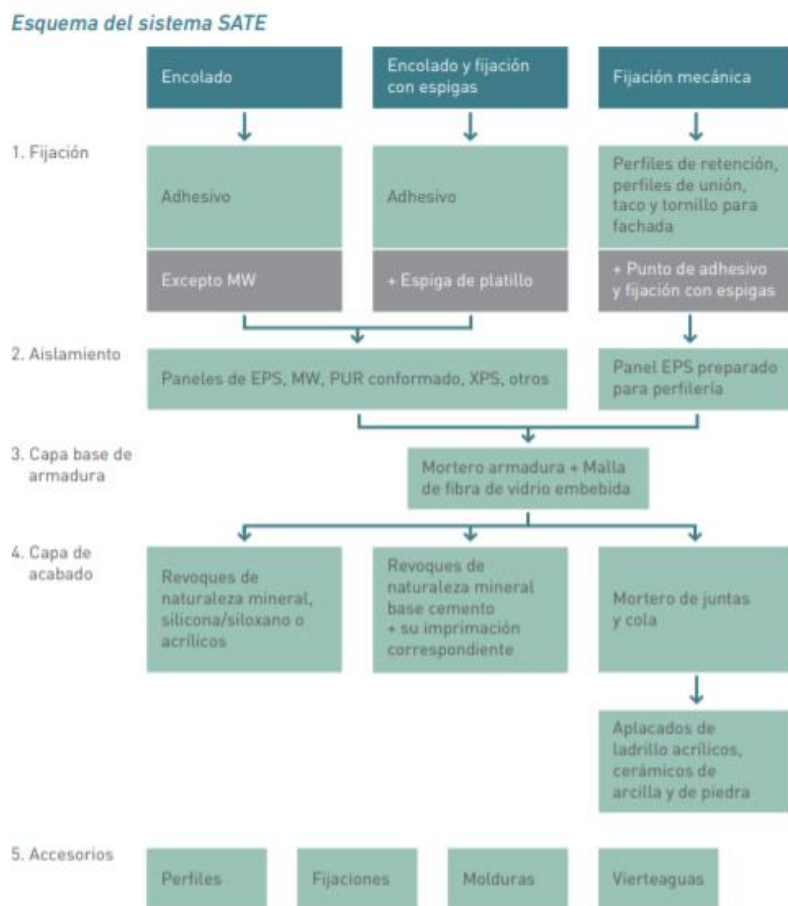 Esquema del sistema SATE
Encolado
Encolado y fijación
con espigas
Fijación mecánica
1. Fijación
Adhesivo
Adhesivo
Perfiles de retención,
perfiles de unión,
taco y tornillo para
fachada
Excepto MW
+ Espiga de platillo
+ Punto de adhesivo
y fijación con espigas
2. Aislamiento
Paneles de EPS, MW, PUR conformado, XPS, otros
Panel EPS preparado
para perfilería
3. Capa base de
armadura
Mortero armadura + Malla
de fibra de vidrio embebida
4. Capa de
acabado
Revoques de
naturaleza mineral,
silicona/siloxano o
acrílicos
Revoques de
naturaleza mineral
base cemento
+ su imprimación
correspondiente
Mortero de juntas
y cola
Aplacados de
ladrillo acrílicos,
cerámicos de
arcilla y de piedra
5. Accesorios
Perfiles
Fijaciones
Molduras
Vierteaguas